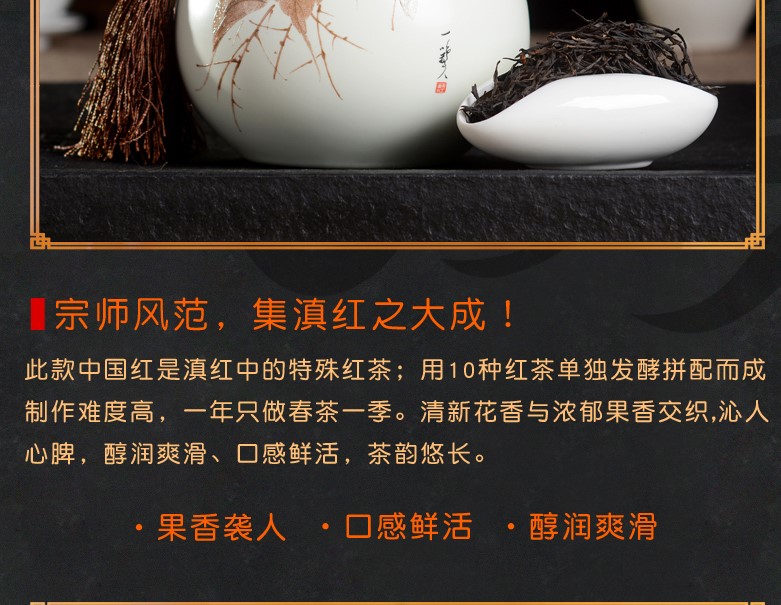 宗师风范，集滇红之大成！
此款中国红是滇红中的特殊红茶；用10种红茶单独发酵拼配而成
制作难度高，一年只做春茶一季。清新花香与浓郁果香交织,沁人
心脾，醇润爽滑、口感鲜活，茶韵悠长。
·果香袭人 ·口感鲜活 ·醇润爽滑